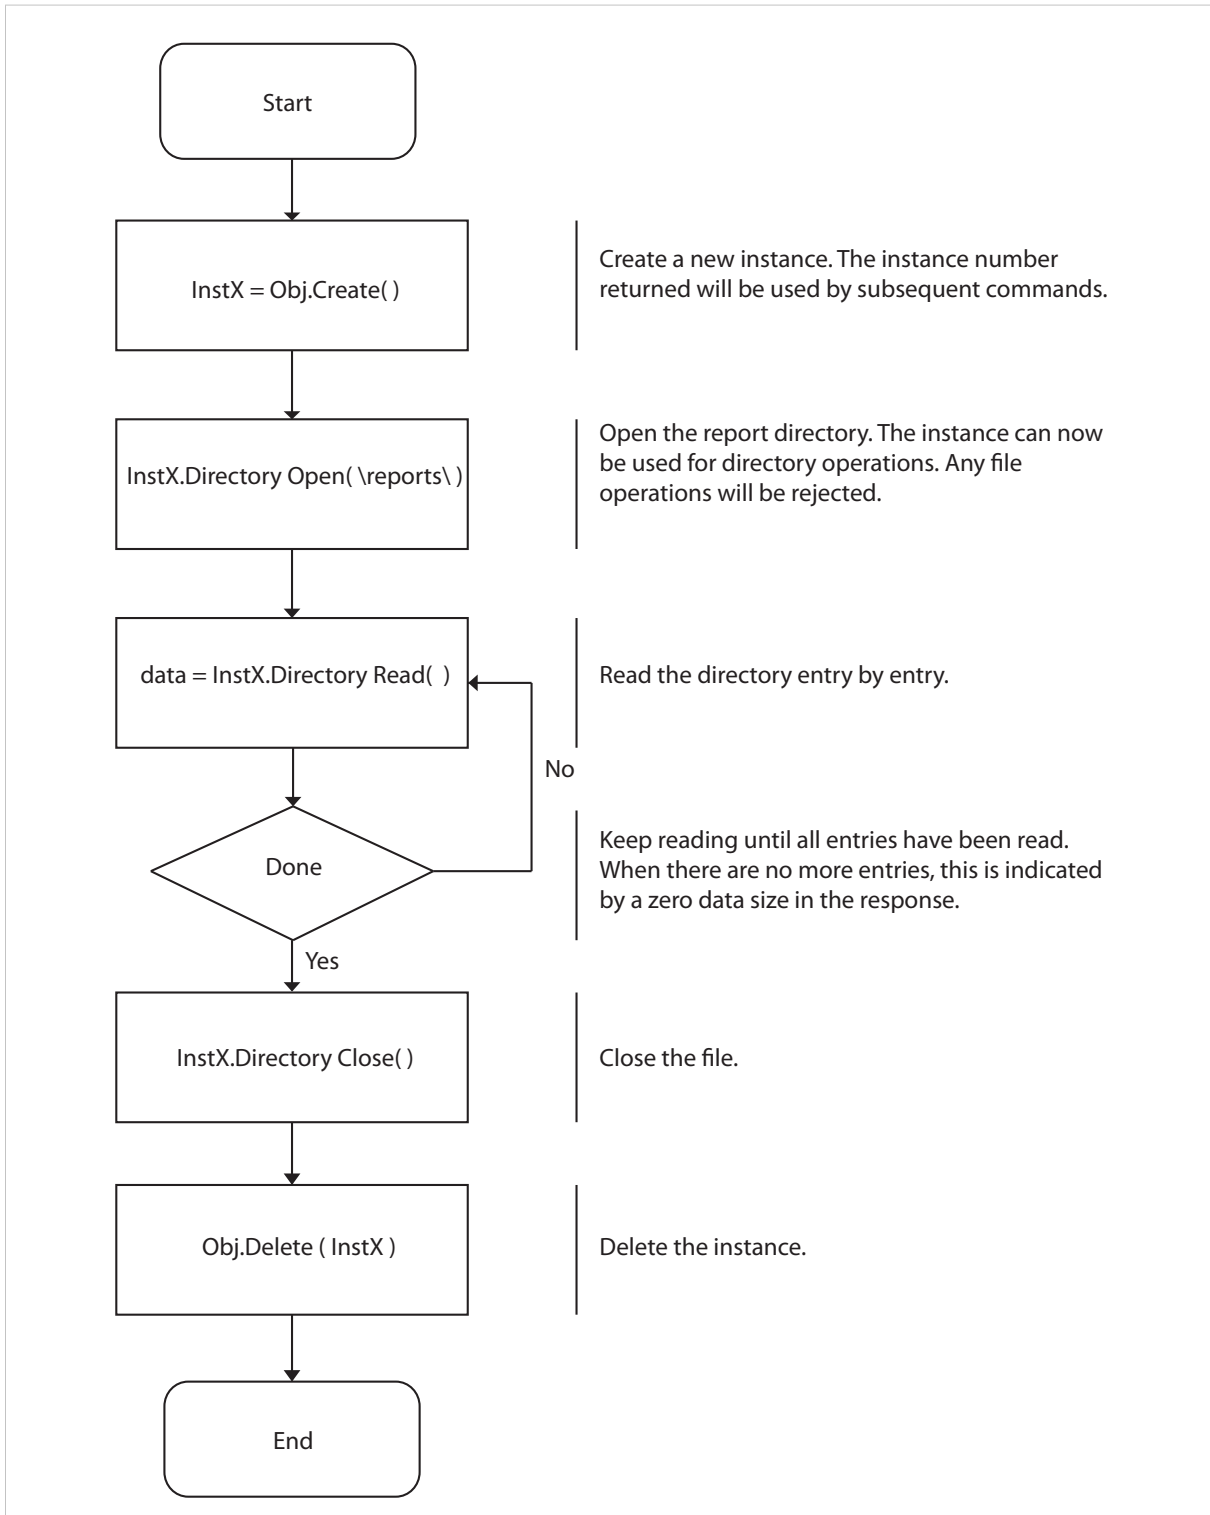 Start
InstX = Obj.Create( )
Create a new instance. The instance number
returned will be used by subsequent commands.
InstX.Directory Open( \reports\ )
Open the report directory. The instance can now
be used for directory operations. Any file
operations will be rejected.
data = InstX.Directory Read( )
Read the directory entry by entry.
No
Done
Keep reading until all entries have been read.
When there are no more entries, this is indicated
by a zero data size in the response.
Yes
InstX.Directory Close( )
Close the file.
Obj.Delete ( InstX )
Delete the instance.
End